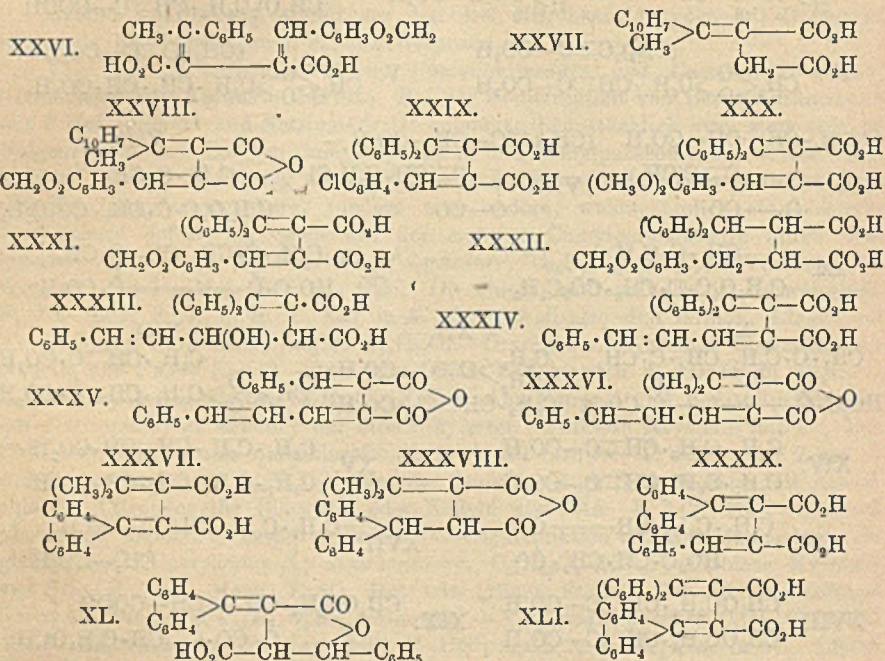 CH₃·C·C₆H₅ CH·C₆H₃O₂CH₂ C₁₀H₇>C=C—CO₂H
XXVI. XXVII. CH₃
HO₂C·C—C·CO₂H CH₂—CO₂H
XXVIII. XXIX. XXX.
C₁₀H₇>C=C—CO (C₆H₅)₂C=C—CO₂H (C₆H₅)₂C=C—CO₂H
CH₃ >O
CH₂O₂C₆H₃·CH=C—CO ClC₆H₄·CH=C—CO₂H (CH₃O)₂C₆H₃·CH=C—CO₂H
(C₆H₅)₂C=C—CO₂H (C₆H₅)₂CH—CH—CO₂H
XXXI. XXXII.
CH₂O₂C₆H₃·CH=C—CO₂H CH₂O₂C₆H₃·CH₂—CH—CO₂H
XXXIII. (C₆H₅)₂C=C·CO₂H (C₆H₅)₂C=C—CO₂H
XXXIV.
C₆H₅·CH:CH·CH(OH)·CH·CO₂H C₆H₅·CH:CH·CH=C—CO₂H
C₆H₅·CH=C—CO XXXVI. (CH₃)₂C=C—CO
XXXV. >O >O
C₆H₅·CH=CH·CH=C—CO C₆H₅·CH=CH·CH=C—CO
XXXVII. XXXVIII. XXXIX.
(CH₃)₂C=C—CO₂H (CH₃)₂C=C—CO C₆H₄>C=C—CO₂H
C₆H₄ C₆H₄ >O C₆H₄
C₆H₄>C=C—CO₂H C₆H₄>CH—CH—CO C₆H₅·CH=C—CO₂H
C₆H₄>C=C—CO (C₆H₅)₂C=C—CO₂H
XL. C₆H₄ >O XLI. C₆H₄
HO₂C—CH—CH—C₆H₅ C₆H₄>C=C—CO₂H